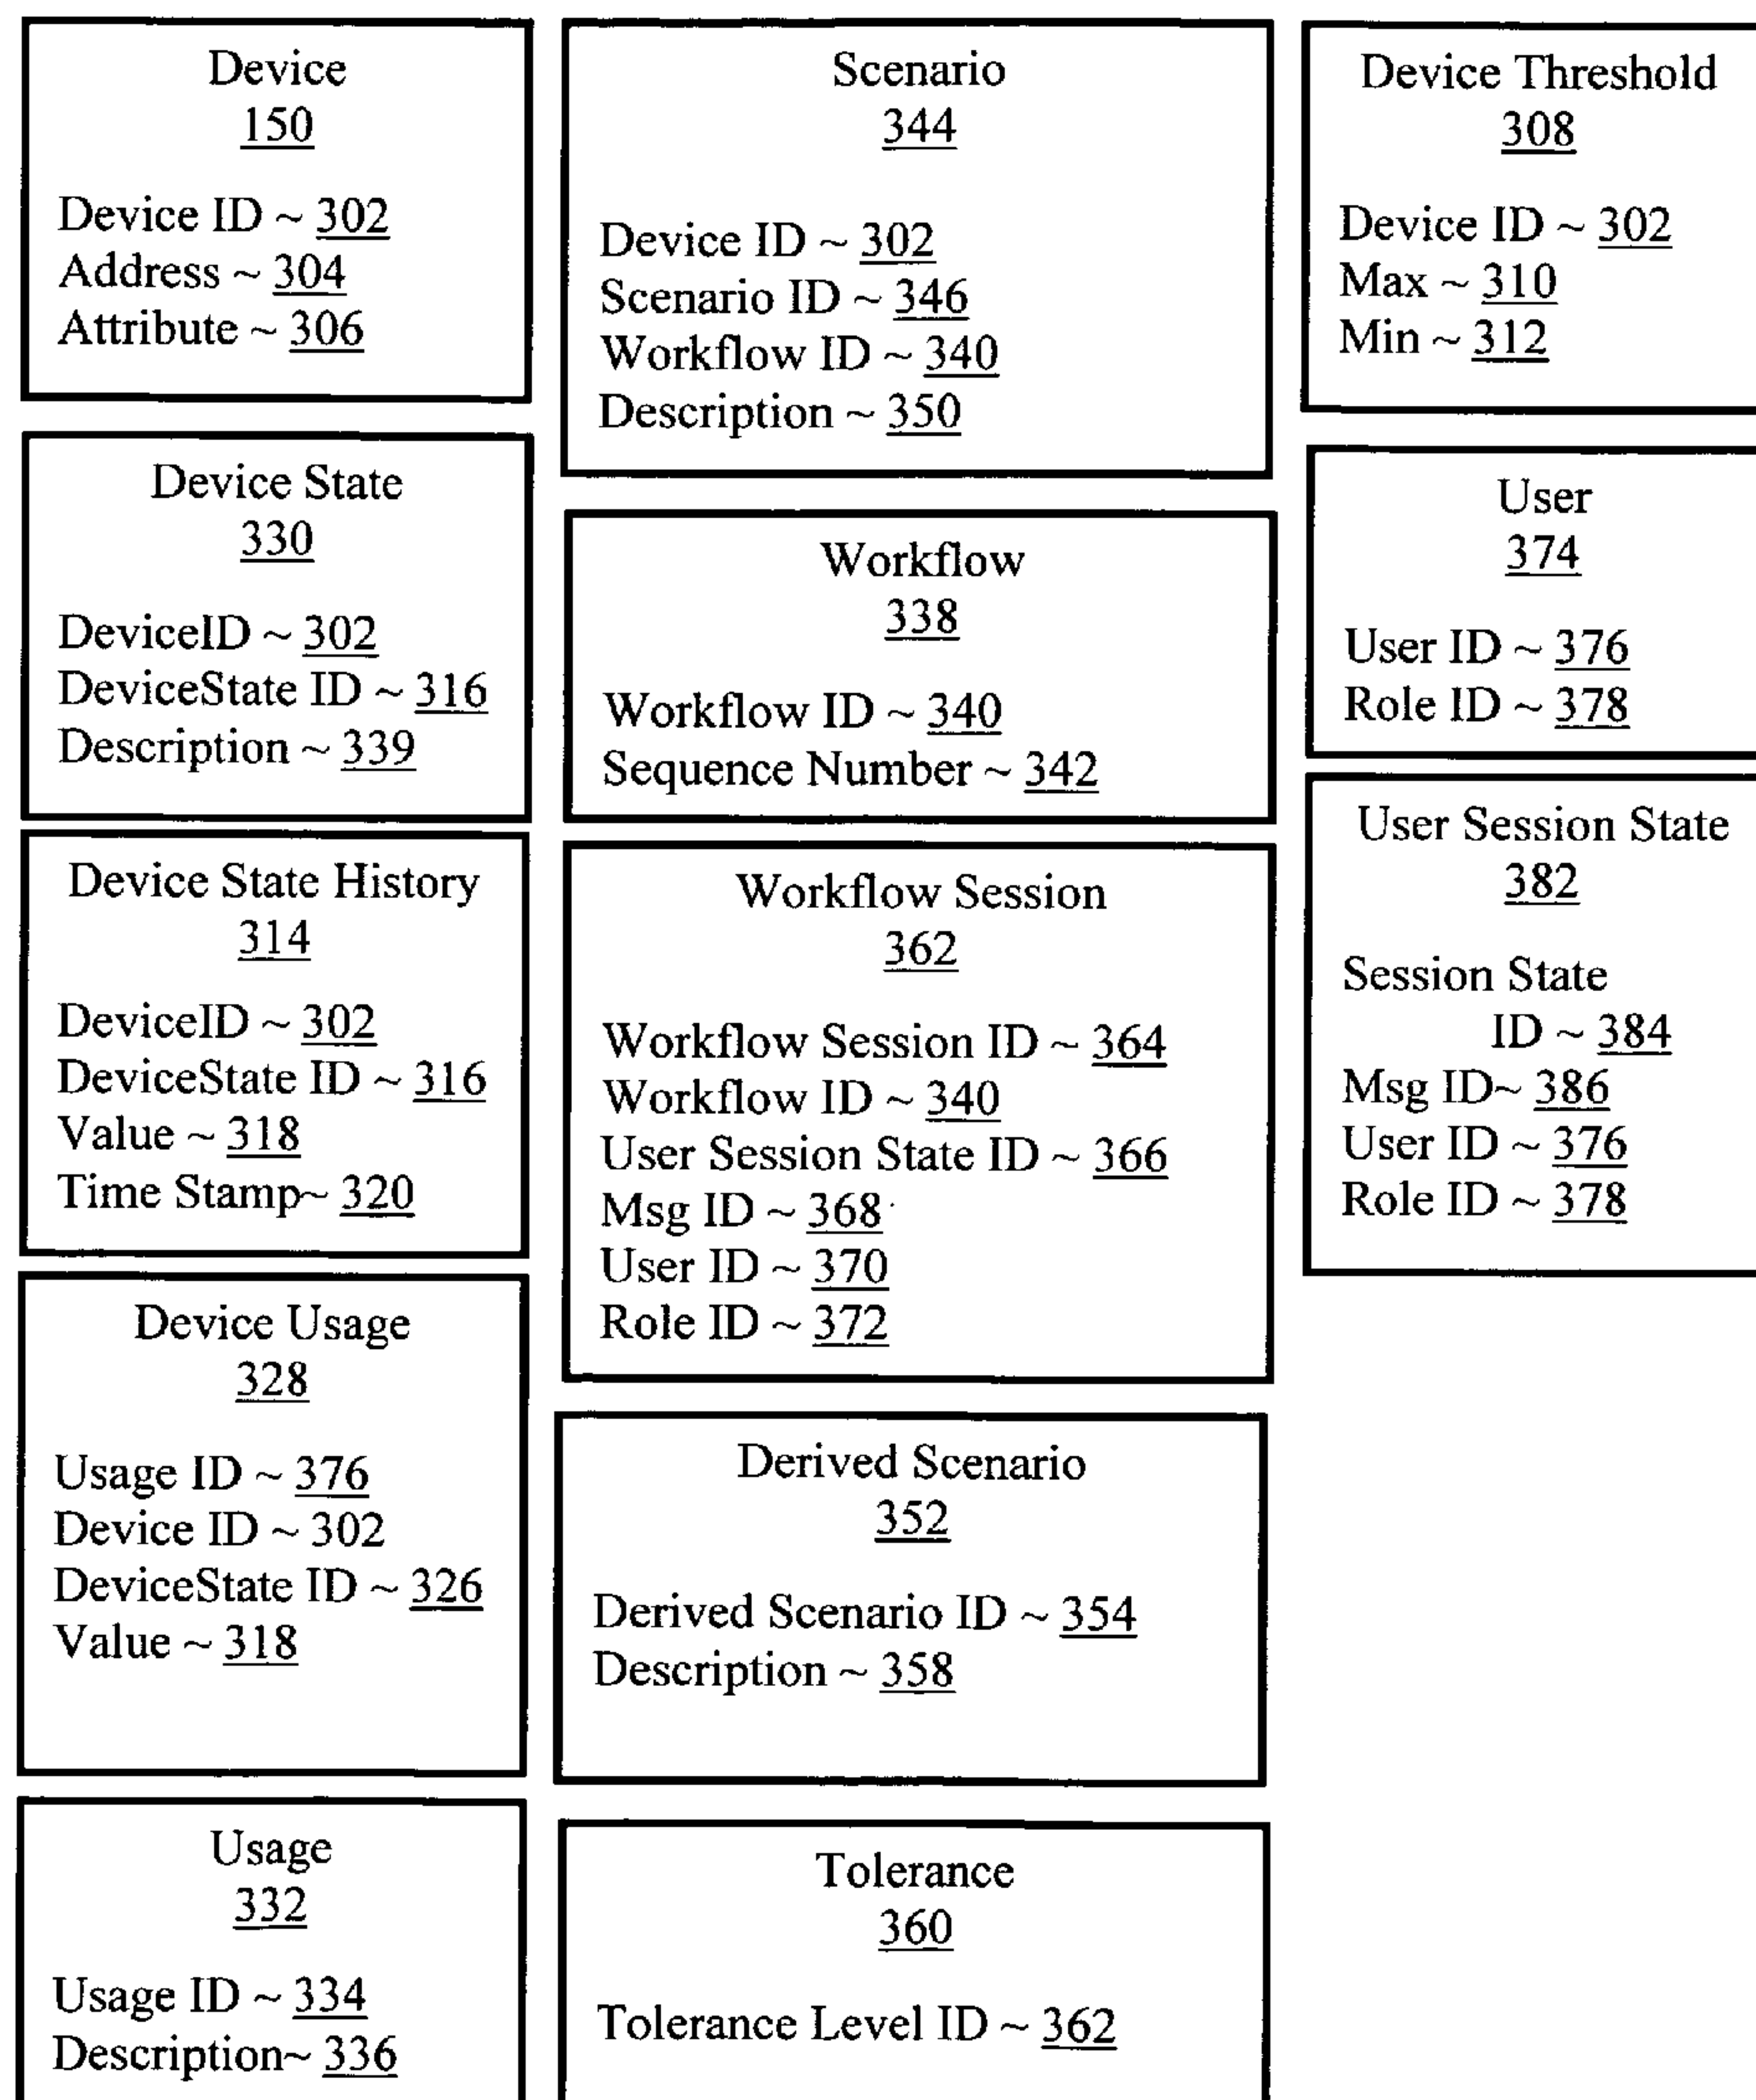 Device
150
Device ID ~ 302
Address ~ 304
Attribute ~ 306
Device State
330
DeviceID ~ 302
DeviceState ID ~ 316
Description ~ 339
Device State History
314
DeviceID ~ 302
DeviceState ID ~ 316
Value ~ 318
Time Stamp~ 320
Device Usage
328
Usage ID ~ 376
Device ID ~ 302
DeviceState ID ~ 326
Value ~ 318
Usage
332
Usage ID ~ 334
Description~ 336
Scenario
344
Device ID ~ 302
Scenario ID ~ 346
Workflow ID ~ 340
Description ~ 350
Workflow
338
Workflow ID ~ 340
Sequence Number ~ 342
Workflow Session
362
Workflow Session ID ~ 364
Workflow ID ~ 340
User Session State ID ~ 366
Msg ID ~ 368
User ID ~ 370
Role ID ~ 372
Derived Scenario
352
Derived Scenario ID ~ 354
Description ~ 358
Tolerance
360
Tolerance Level ID ~ 362
Device Threshold
308
Device ID ~ 302
Max ~ 310
Min ~ 312
User
374
User ID ~ 376
Role ID ~ 378
User Session State
382
Session State
ID ~ 384
Msg ID~ 386
User ID ~ 376
Role ID ~ 378